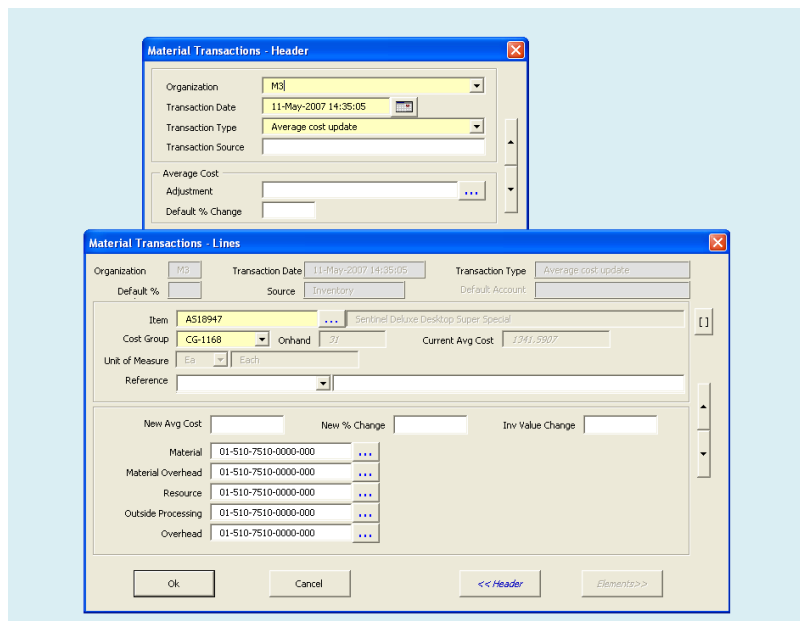 Material Transactions - Header
Organization M3
Transaction Date 11-May-2007 14:35:05
Transaction Type Average cost update
Transaction Source
Average Cost
Adjustment ...
Default % Change
Material Transactions - Lines
Organization M3 Transaction Date 11-May-2007 14:35:05 Transaction Type Average cost update
Default % Source Inventory Default Account
Item AS18947 ... Sentinel Deluxe Desktop Super Special [ ]
Cost Group CG-1168 Onhand 31 Current Avg Cost 1341.5907
Unit of Measure Ea Each
Reference
New Avg Cost New % Change Inv Value Change
Material 01-510-7510-0000-000 ...
Material Overhead 01-510-7510-0000-000 ...
Resource 01-510-7510-0000-000 ...
Outside Processing 01-510-7510-0000-000 ...
Overhead 01-510-7510-0000-000 ...
Ok Cancel << Header Elements>>